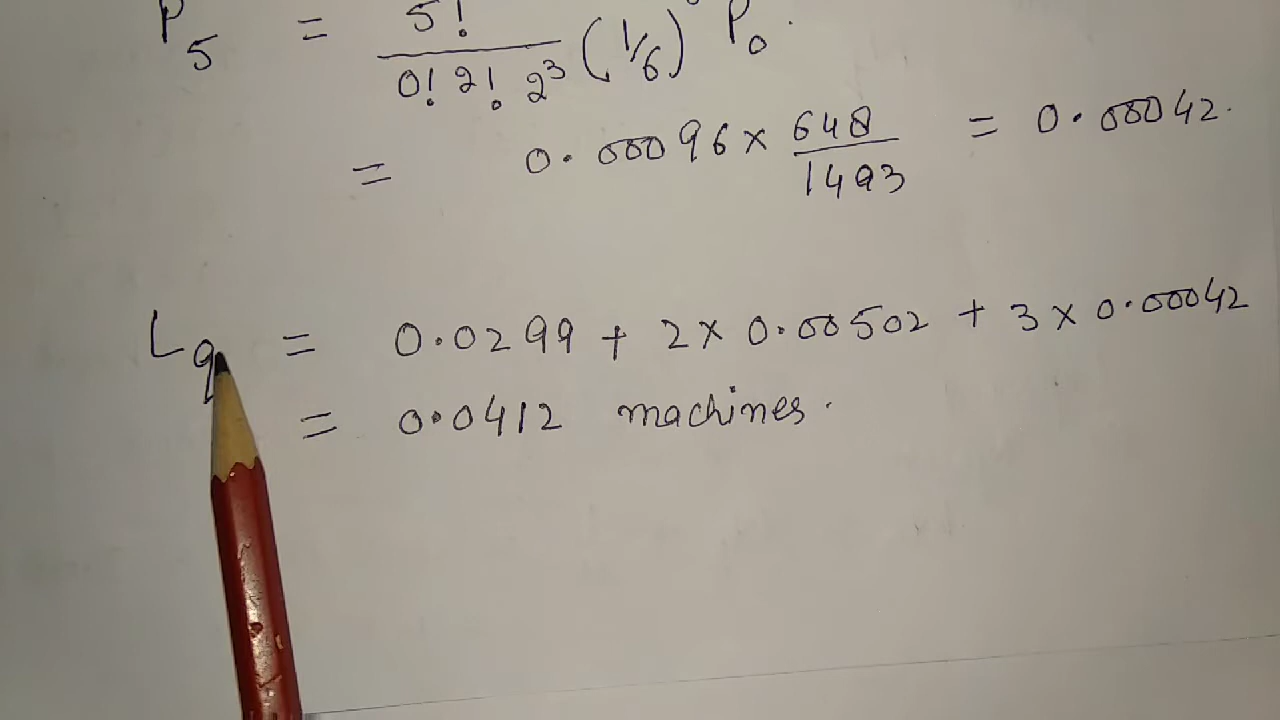 P₅ = 5! / 0! 2! 2³ (1/6) P₀.
= 0.00096 × 648/1493 = 0.00042.
Lq = 0.0299 + 2 × 0.00502 + 3 × 0.00042
= 0.0412 machines.